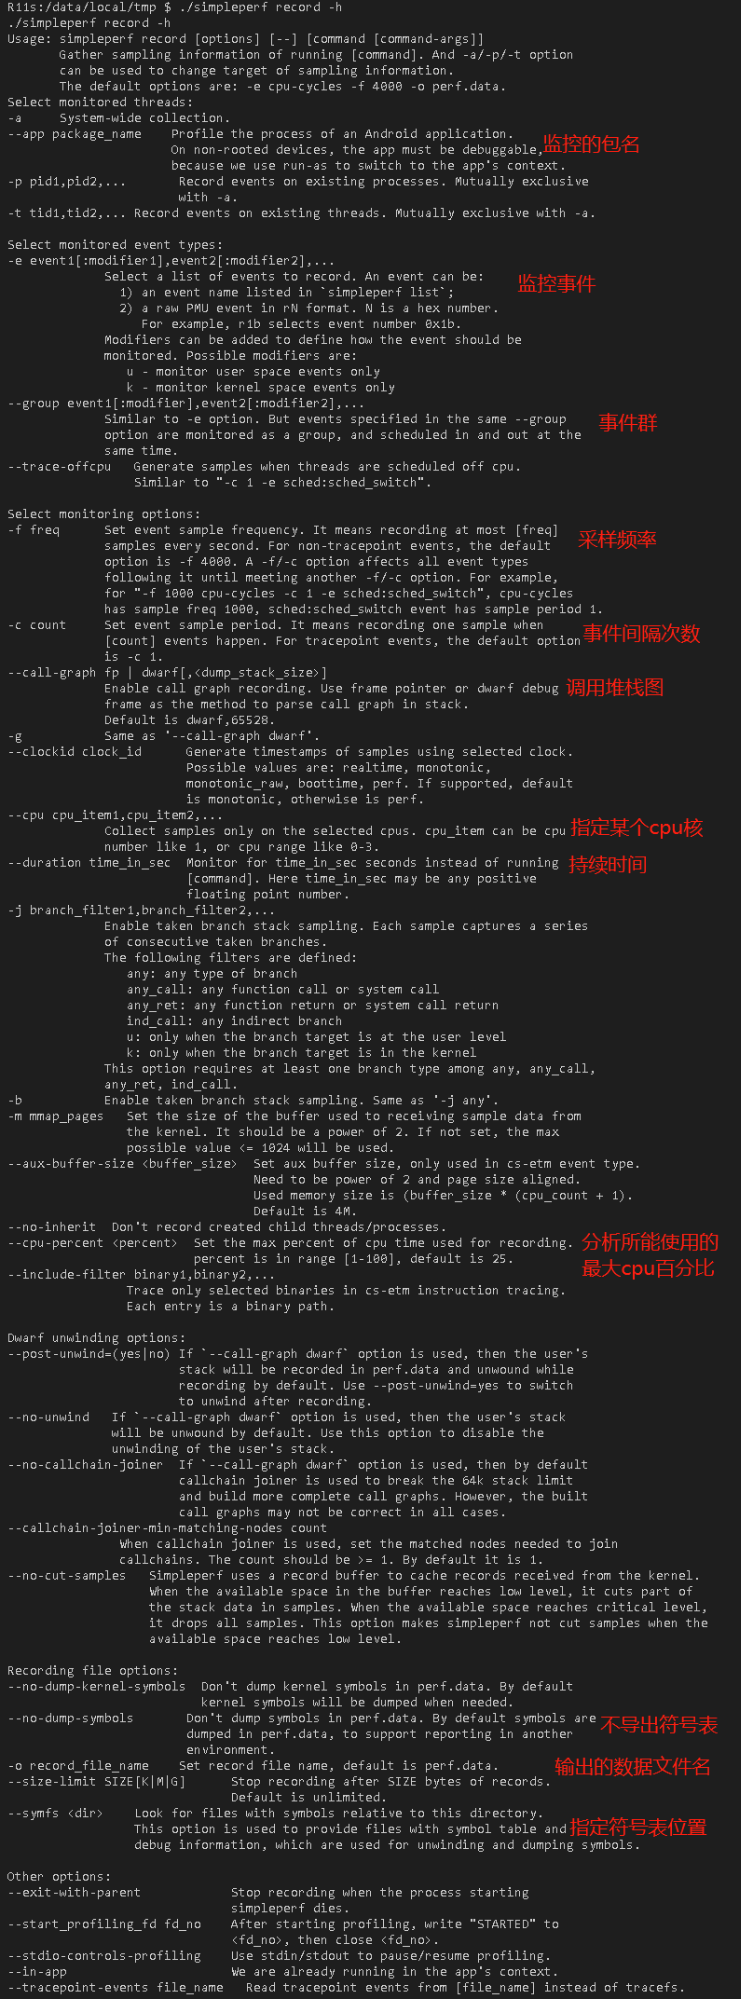 R11s:/data/local/tmp $ ./simpleperf record -h
./simpleperf record -h
Usage: simpleperf record [options] [--] [command [command-args]]
Gather sampling information of running [command]. And -a/-p/-t option
can be used to change target of sampling information.
The default options are: -e cpu-cycles -f 4000 -o perf.data.
Select monitored threads:
-a     System-wide collection.
--app package_name    Profile the process of an Android application.
On non-rooted devices, the app must be debuggable, 监控的包名
because we use run-as to switch to the app's context.
-p pid1,pid2,...       Record events on existing processes. Mutually exclusive
with -a.
-t tid1,tid2,... Record events on existing threads. Mutually exclusive with -a.

Select monitored event types:
-e event1[:modifier1],event2[:modifier2],...
Select a list of events to record. An event can be: 监控事件
1) an event name listed in `simpleperf list`;
2) a raw PMU event in rN format. N is a hex number.
For example, r1b selects event number 0x1b.
Modifiers can be added to define how the event should be
monitored. Possible modifiers are:
u - monitor user space events only
k - monitor kernel space events only
--group event1[:modifier],event2[:modifier2],...
Similar to -e option. But events specified in the same --group 事件群
option are monitored as a group, and scheduled in and out at the
same time.
--trace-offcpu   Generate samples when threads are scheduled off cpu.
Similar to "-c 1 -e sched:sched_switch".

Select monitoring options:
-f freq      Set event sample frequency. It means recording at most [freq]
samples every second. For non-tracepoint events, the default 采样频率
option is -f 4000. A -f/-c option affects all event types
following it until meeting another -f/-c option. For example,
for "-f 1000 cpu-cycles -c 1 -e sched:sched_switch", cpu-cycles
has sample freq 1000, sched:sched_switch event has sample period 1.
-c count     Set event sample period. It means recording one sample when
[count] events happen. For tracepoint events, the default option 事件间隔次数
is -c 1.
--call-graph fp | dwarf[,<dump_stack_size>]
Enable call graph recording. Use frame pointer or dwarf debug 调用堆栈图
frame as the method to parse call graph in stack.
Default is dwarf,65528.
-g           Same as '--call-graph dwarf'.
--clockid clock_id      Generate timestamps of samples using selected clock.
Possible values are: realtime, monotonic,
monotonic_raw, boottime, perf. If supported, default
is monotonic, otherwise is perf.
--cpu cpu_item1,cpu_item2,...
Collect samples only on the selected cpus. cpu_item can be cpu 指定某个cpu核
number like 1, or cpu range like 0-3.
--duration time_in_sec  Monitor for time_in_sec seconds instead of running 持续时间
[command]. Here time_in_sec may be any positive
floating point number.
-j branch_filter1,branch_filter2,...
Enable taken branch stack sampling. Each sample captures a series
of consecutive taken branches.
The following filters are defined:
any: any type of branch
any_call: any function call or system call
any_ret: any function return or system call return
ind_call: any indirect branch
u: only when the branch target is at the user level
k: only when the branch target is in the kernel
This option requires at least one branch type among any, any_call,
any_ret, ind_call.
-b           Enable taken branch stack sampling. Same as '-j any'.
-m mmap_pages   Set the size of the buffer used to receiving sample data from
the kernel. It should be a power of 2. If not set, the max
possible value <= 1024 will be used.
--aux-buffer-size <buffer_size>  Set aux buffer size, only used in cs-etm event type.
Need to be power of 2 and page size aligned.
Used memory size is (buffer_size * (cpu_count + 1).
Default is 4M.
--no-inherit  Don't record created child threads/processes.
--cpu-percent <percent>  Set the max percent of cpu time used for recording. 分析所能使用的
percent is in range [1-100], default is 25. 最大cpu百分比
--include-filter binary1,binary2,...
Trace only selected binaries in cs-etm instruction tracing.
Each entry is a binary path.

Dwarf unwinding options:
--post-unwind=(yes|no) If `--call-graph dwarf` option is used, then the user's
stack will be recorded in perf.data and unwound while
recording by default. Use --post-unwind=yes to switch
to unwind after recording.
--no-unwind   If `--call-graph dwarf` option is used, then the user's stack
will be unwound by default. Use this option to disable the
unwinding of the user's stack.
--no-callchain-joiner  If `--call-graph dwarf` option is used, then by default
callchain joiner is used to break the 64k stack limit
and build more complete call graphs. However, the built
call graphs may not be correct in all cases.
--callchain-joiner-min-matching-nodes count
When callchain joiner is used, set the matched nodes needed to join
callchains. The count should be >= 1. By default it is 1.
--no-cut-samples   Simpleperf uses a record buffer to cache records received from the kernel.
When the available space in the buffer reaches low level, it cuts part of
the stack data in samples. When the available space reaches critical level,
it drops all samples. This option makes simpleperf not cut samples when the
available space reaches low level.

Recording file options:
--no-dump-kernel-symbols  Don't dump kernel symbols in perf.data. By default
kernel symbols will be dumped when needed.
--no-dump-symbols       Don't dump symbols in perf.data. By default symbols are 不导出符号表
dumped in perf.data, to support reporting in another
environment.
-o record_file_name    Set record file name, default is perf.data. 输出的数据文件名
--size-limit SIZE[K|M|G]      Stop recording after SIZE bytes of records.
Default is unlimited.
--symfs <dir>    Look for files with symbols relative to this directory.
This option is used to provide files with symbol table and 指定符号表位置
debug information, which are used for unwinding and dumping symbols.

Other options:
--exit-with-parent            Stop recording when the process starting
simpleperf dies.
--start_profiling_fd fd_no    After starting profiling, write "STARTED" to
<fd_no>, then close <fd_no>.
--stdio-controls-profiling    Use stdin/stdout to pause/resume profiling.
--in-app                      We are already running in the app's context.
--tracepoint-events file_name   Read tracepoint events from [file_name] instead of tracefs.